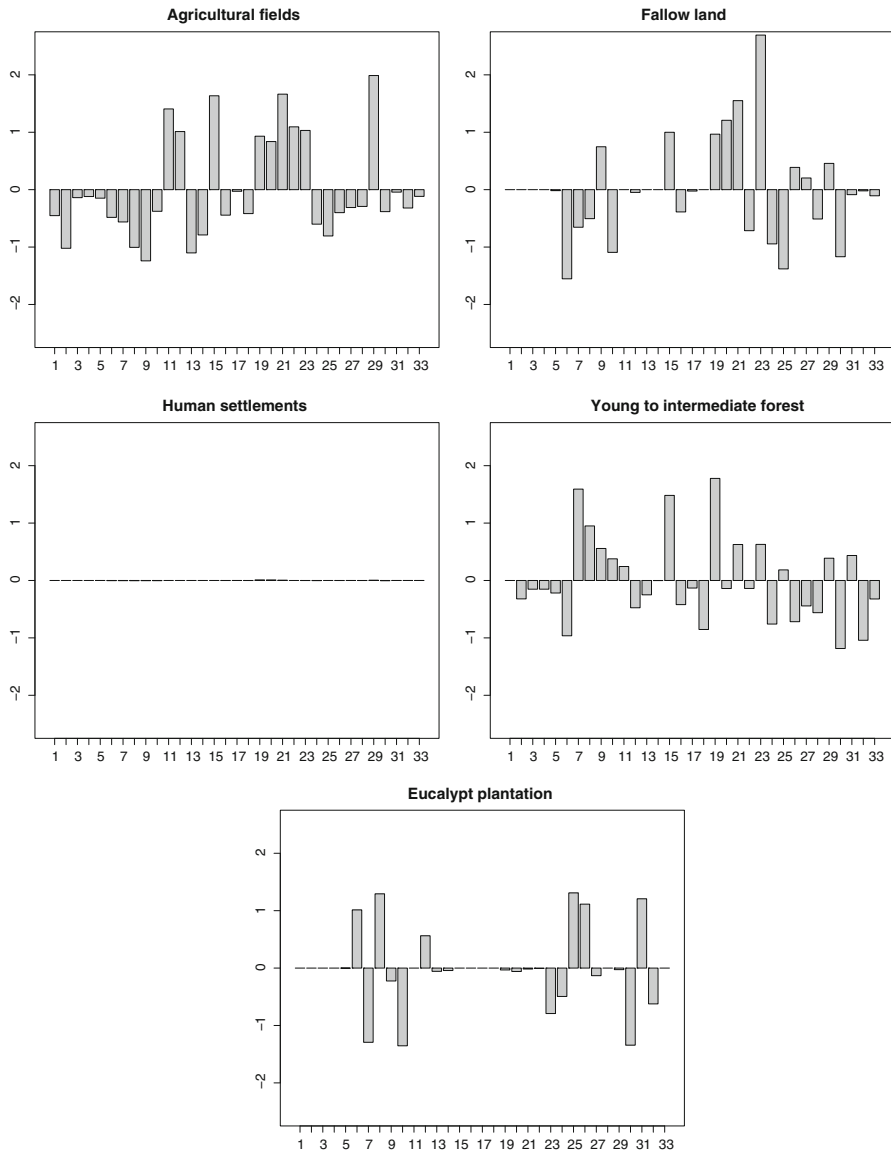 Agricultural fields
2
1
0
−1
−2
1 3 5 7 9 11 13 15 17 19 21 23 25 27 29 31 33
Fallow land
2
1
0
−1
−2
1 3 5 7 9 11 13 15 17 19 21 23 25 27 29 31 33
Human settlements
2
1
0
−1
−2
1 3 5 7 9 11 13 15 17 19 21 23 25 27 29 31 33
Young to intermediate forest
2
1
0
−1
−2
1 3 5 7 9 11 13 15 17 19 21 23 25 27 29 31 33
Eucalypt plantation
2
1
0
−1
−2
1 3 5 7 9 11 13 15 17 19 21 23 25 27 29 31 33